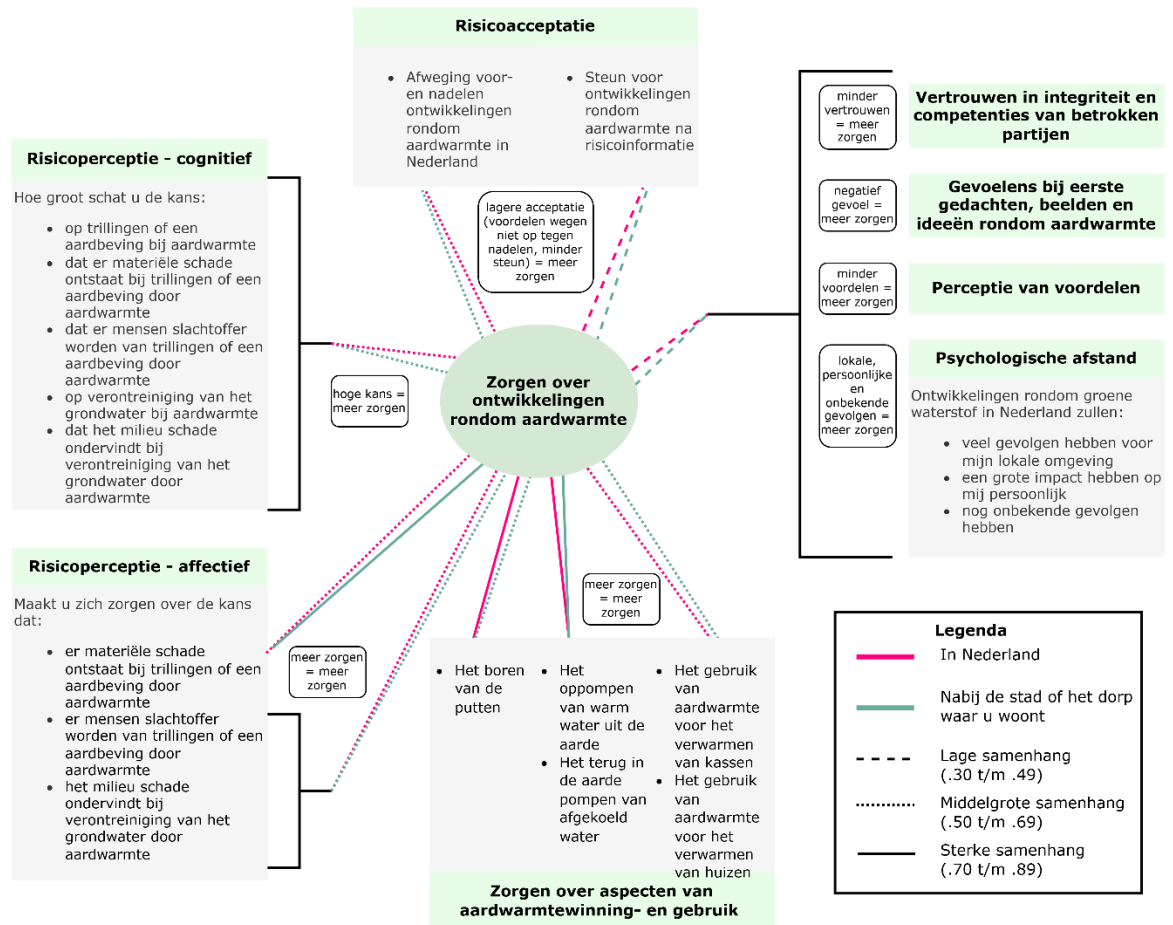 Risicoacceptatie
• Afweging voor-
en nadelen
ontwikkelingen
rondom
aardwarmte in
Nederland
• Steun voor
ontwikkelingen
rondom
aardwarmte na
risicoinformatie
lagere acceptatie
(voordelen wegen
niet op tegen
nadelen, minder
steun) = meer
zorgen
Risicoperceptie - cognitief
Hoe groot schat u de kans:
• op trillingen of een
aardbeving bij aardwarmte
• dat er materiële schade
ontstaat bij trillingen of een
aardbeving door
aardwarmte
• dat er mensen slachtoffer
worden van trillingen of een
aardbeving door
aardwarmte
• op verontreiniging van het
grondwater bij aardwarmte
• dat het milieu schade
ondervindt bij
verontreiniging van het
grondwater door
aardwarmte
hoge kans =
meer zorgen
Zorgen over
ontwikkelingen
rondom aardwarmte
minder
vertrouwen
= meer
zorgen
Vertrouwen in integriteit en
competenties van betrokken
partijen
negatief
gevoel =
meer zorgen
Gevoelens bij eerste
gedachten, beelden en
ideeën rondom aardwarmte
minder
voordelen =
meer zorgen
Perceptie van voordelen
lokale,
persoonlijke
en
onbekende
gevolgen =
meer zorgen
Psychologische afstand
Ontwikkelingen rondom groene
waterstof in Nederland zullen:
• veel gevolgen hebben voor
mijn lokale omgeving
• een grote impact hebben op
mij persoonlijk
• nog onbekende gevolgen
hebben
Risicoperceptie - affectief
Maakt u zich zorgen over de kans
dat:
• er materiële schade
ontstaat bij trillingen of een
aardbeving door
aardwarmte
• er mensen slachtoffer
worden van trillingen of een
aardbeving door
aardwarmte
• het milieu schade
ondervindt bij
verontreiniging van het
grondwater door
aardwarmte
meer zorgen
= meer
zorgen
meer zorgen
= meer
zorgen
• Het boren
van de
putten
• Het
oppompen
van warm
water uit de
aarde
• Het terug in
de aarde
pompen van
afgekoeld
water
• Het gebruik
van
aardwarmte
voor het
verwarmen
van kassen
• Het gebruik
van
aardwarmte
voor het
verwarmen
van huizen
Zorgen over aspecten van
aardwarmtewinning- en gebruik
Legenda
In Nederland
Nabij de stad of het dorp
waar u woont
Lage samenhang
(.30 t/m .49)
Middelgrote samenhang
(.50 t/m .69)
Sterke samenhang
(.70 t/m .89)